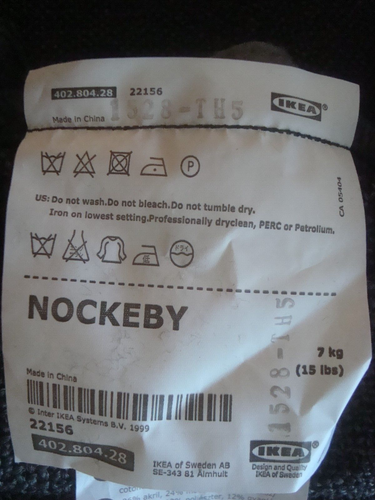 402.804.28 22156
IKEA®
1528-TH5
Made in China
P
US: Do not wash.Do not bleach.Do not tumble dry.
Iron on lowest setting.Professionally dryclean, PERC or Petrolium.
CA 05404
NOCKEBY
7 kg
(15 lbs)
1528-TH5
Made in China
© Inter IKEA Systems B.V. 1999
22156
402.804.28
IKEA of Sweden AB
SE-343 81 Älmhult
IKEA®
Design and Quality
IKEA of Sweden